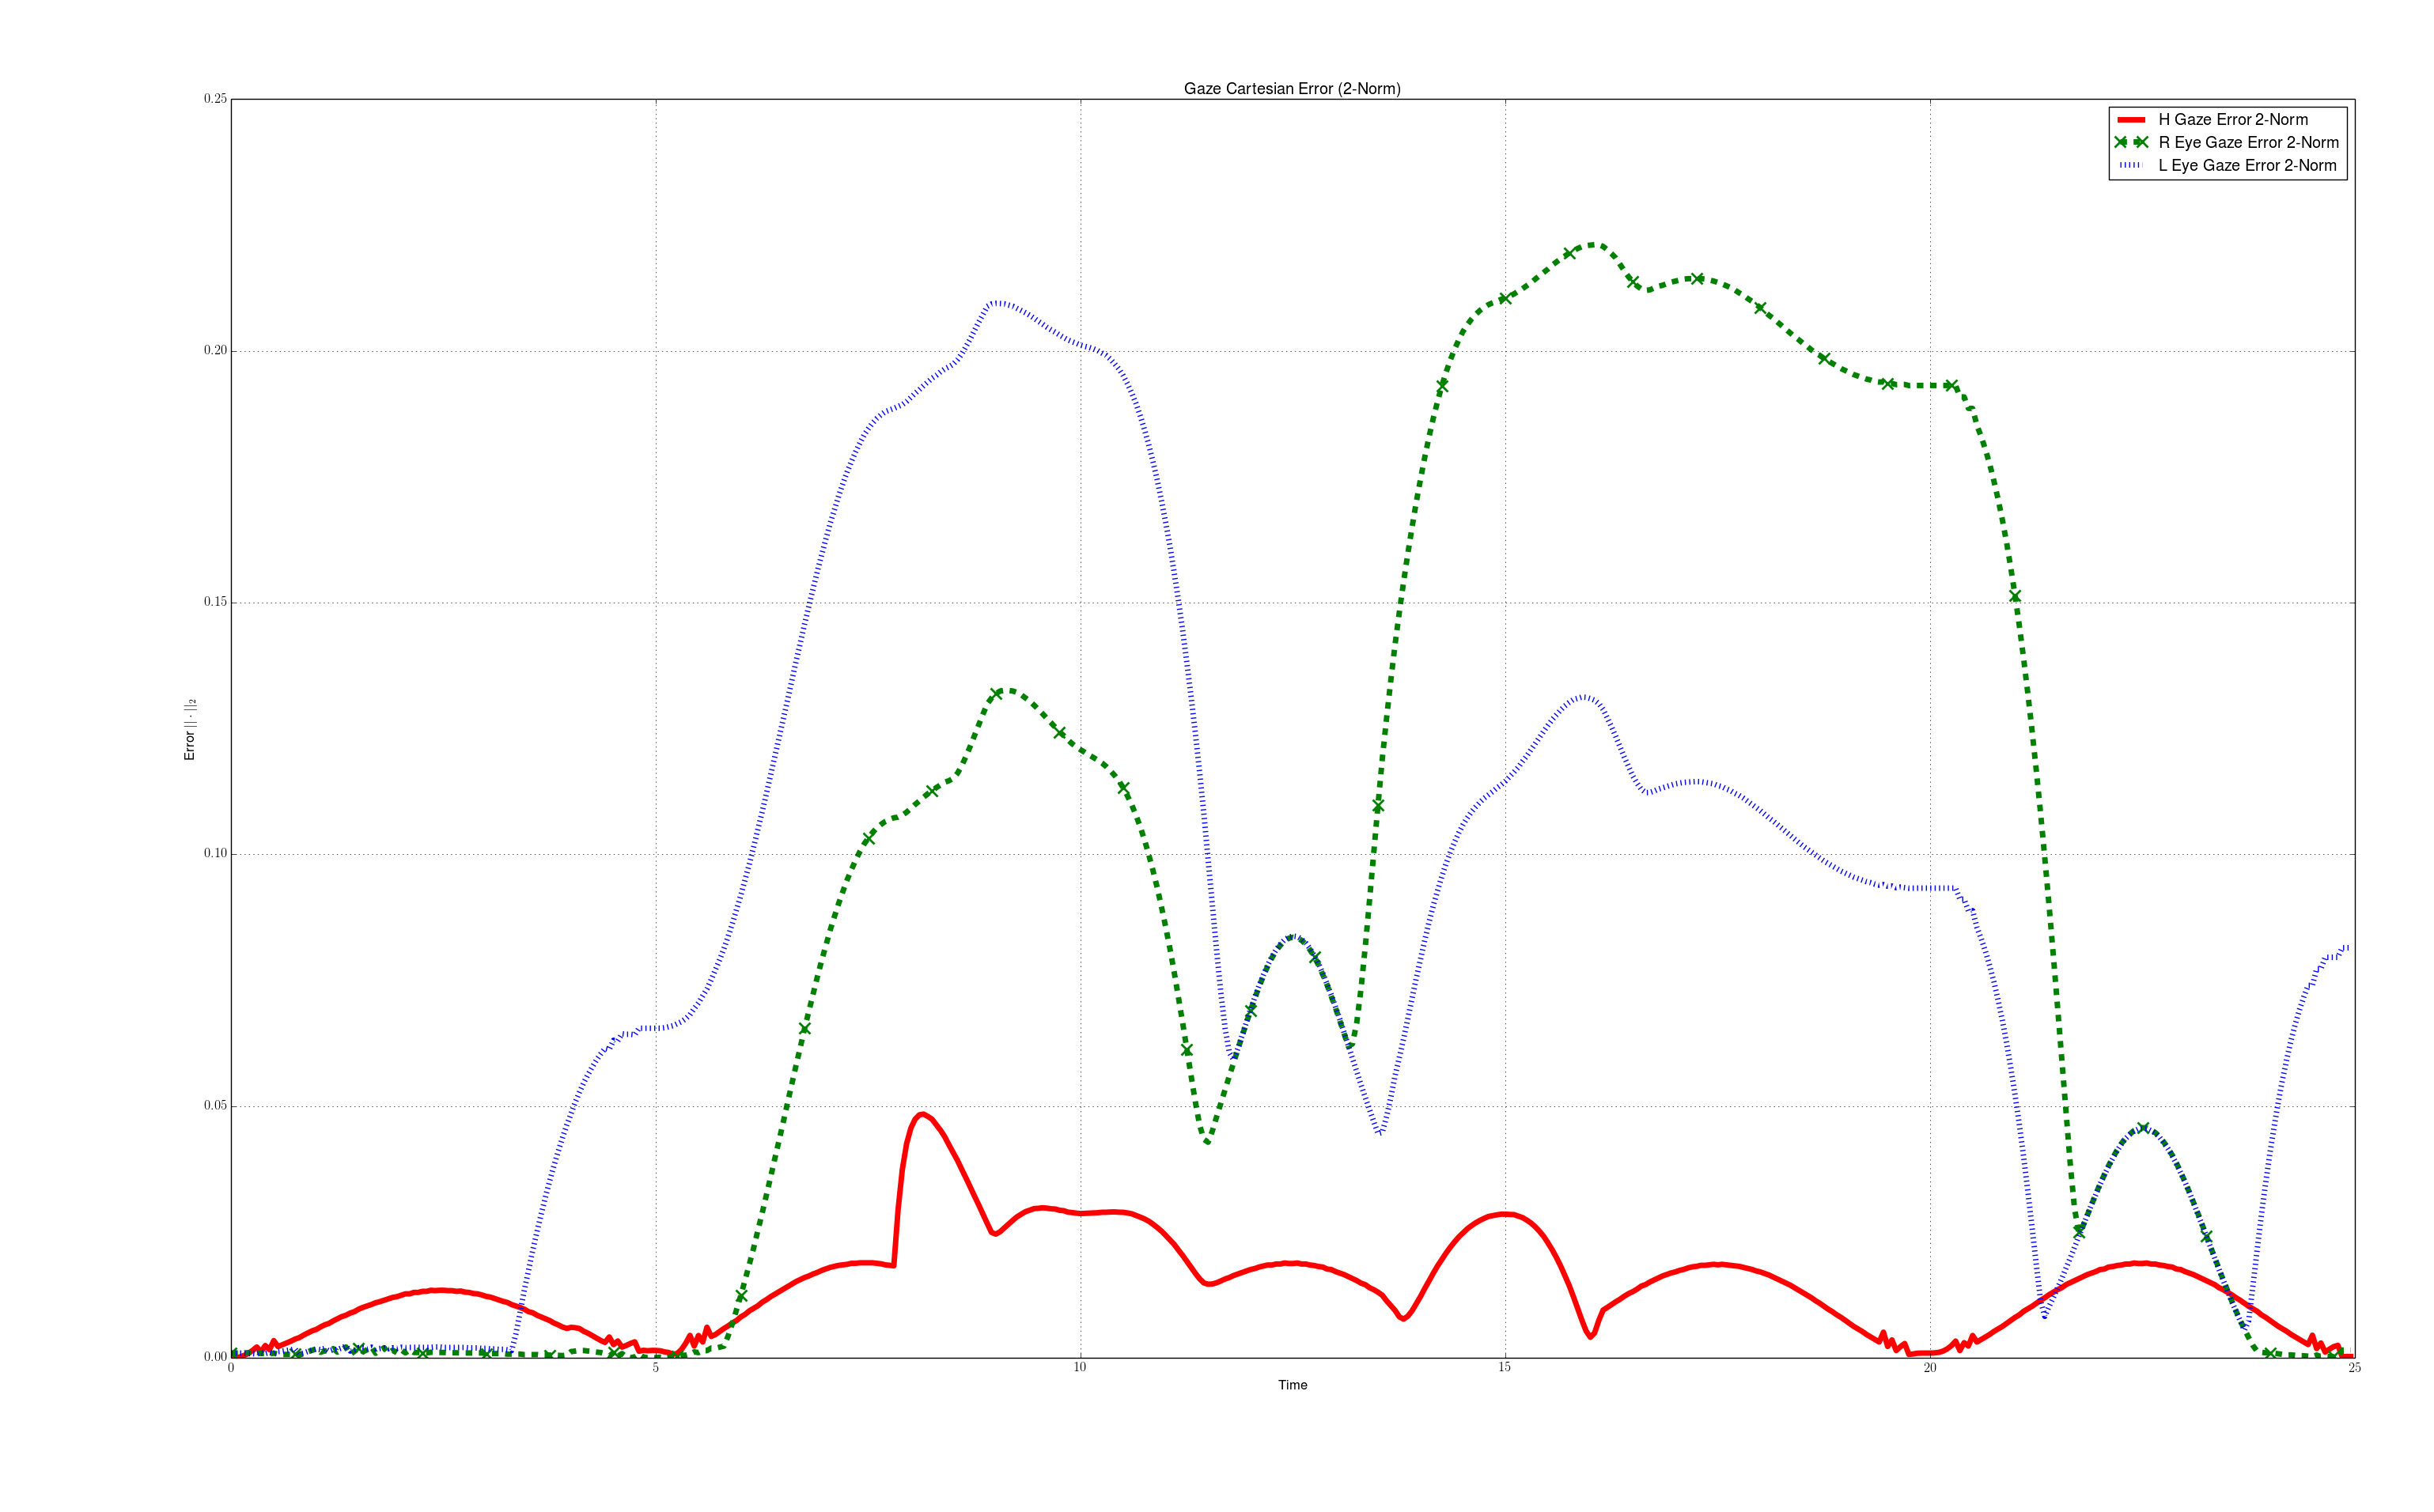 Gaze Cartesian Error (2-Norm)
0.25
H Gaze Error 2-Norm
R Eye Gaze Error 2-Norm
L Eye Gaze Error 2-Norm
0.20
0.15
Error || · ||₂
0.10
0.05
0.00
0 5 10 15 20 25
Time